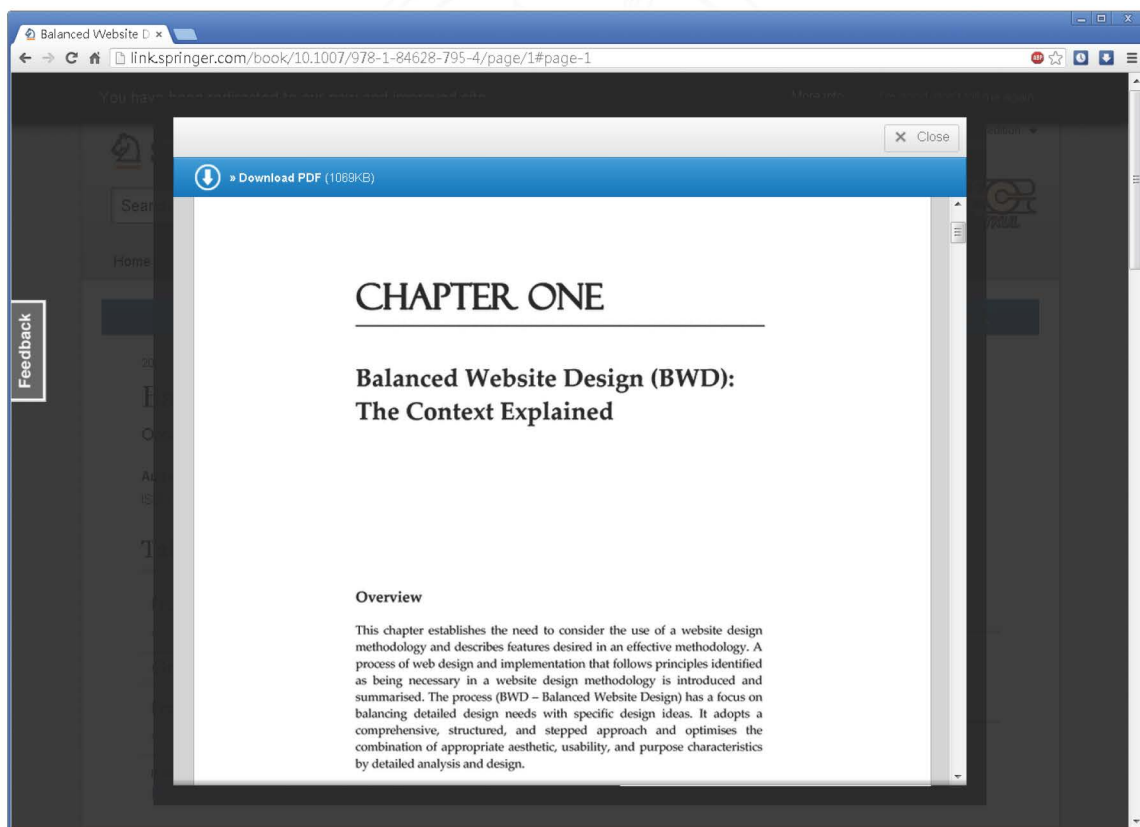 Balanced Website D
link.springer.com/book/10.1007/978-1-84628-795-4/page/1#page-1
Close
» Download PDF (1089KB)
Sear
Home
Feedback
CHAPTER ONE
Balanced Website Design (BWD):
The Context Explained
Overview
This chapter establishes the need to consider the use of a website design
methodology and describes features desired in an effective methodology. A
process of web design and implementation that follows principles identified
as being necessary in a website design methodology is introduced and
summarised. The process (BWD – Balanced Website Design) has a focus on
balancing detailed design needs with specific design ideas. It adopts a
comprehensive, structured, and stepped approach and optimises the
combination of appropriate aesthetic, usability, and purpose characteristics
by detailed analysis and design.